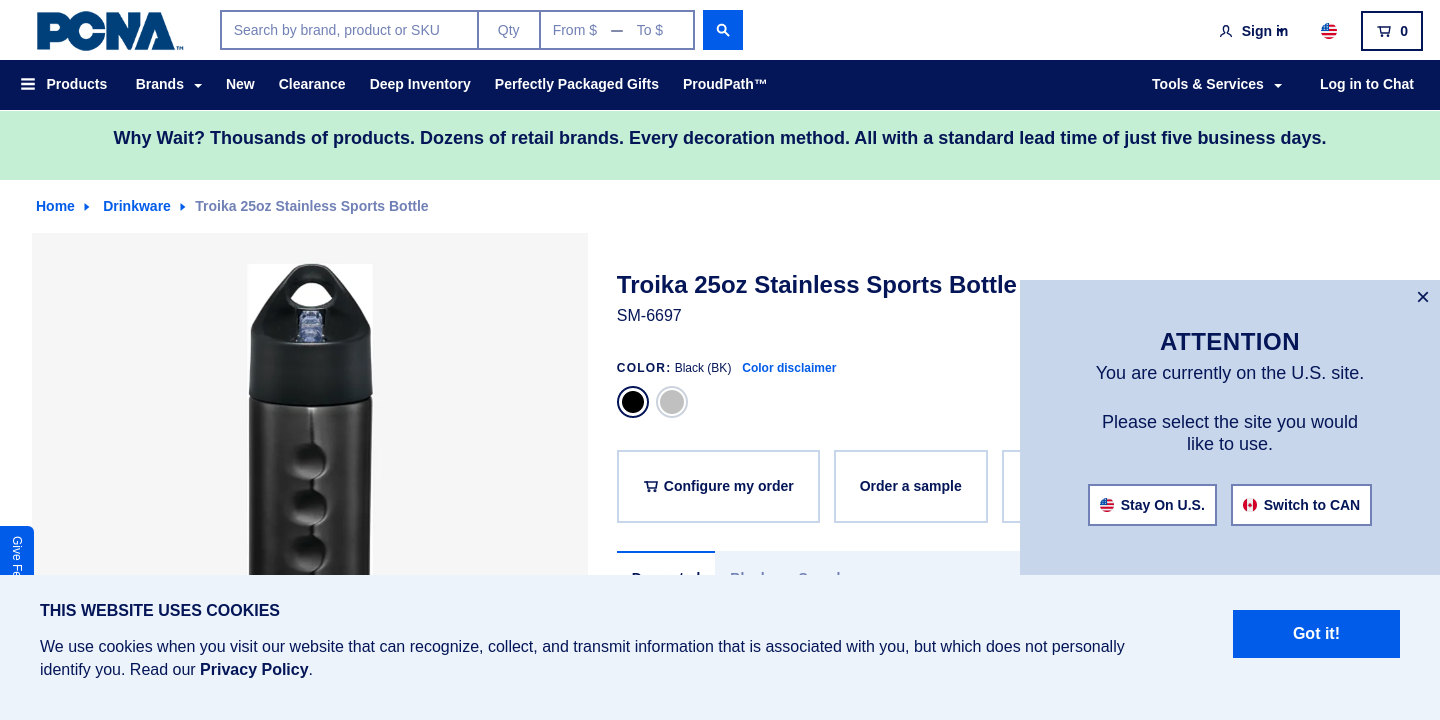 PCNA™
Search by brand, product or SKU
Qty
From $ — To $
Sign in
0
Products
Brands
New
Clearance
Deep Inventory
Perfectly Packaged Gifts
ProudPath™
Tools & Services
Log in to Chat
Why Wait? Thousands of products. Dozens of retail brands. Every decoration method. All with a standard lead time of just five business days.
Home
Drinkware
Troika 25oz Stainless Sports Bottle
Troika 25oz Stainless Sports Bottle
SM-6697
COLOR: Black (BK) Color disclaimer
Configure my order
Order a sample
×
ATTENTION
You are currently on the U.S. site.
Please select the site you would
like to use.
Stay On U.S.
Switch to CAN
THIS WEBSITE USES COOKIES
We use cookies when you visit our website that can recognize, collect, and transmit information that is associated with you, but which does not personally
identify you. Read our Privacy Policy.
Got it!